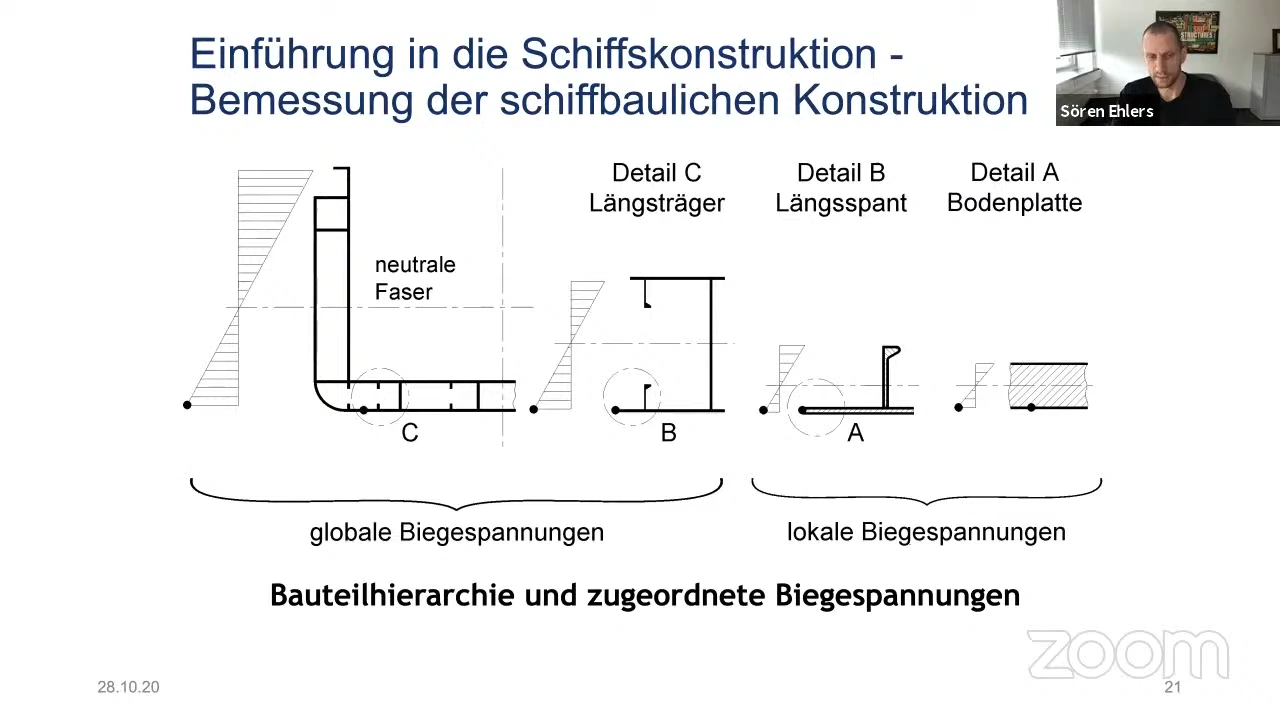 Einführung in die Schiffskonstruktion -
Bemessung der schiffbaulichen Konstruktion
Sören Ehlers
Detail C
Längsträger
Detail B
Längsspant
Detail A
Bodenplatte
neutrale
Faser
C
B
A
globale Biegespannungen
lokale Biegespannungen
Bauteilhierarchie und zugeordnete Biegespannungen
zoom
28.10.20
21